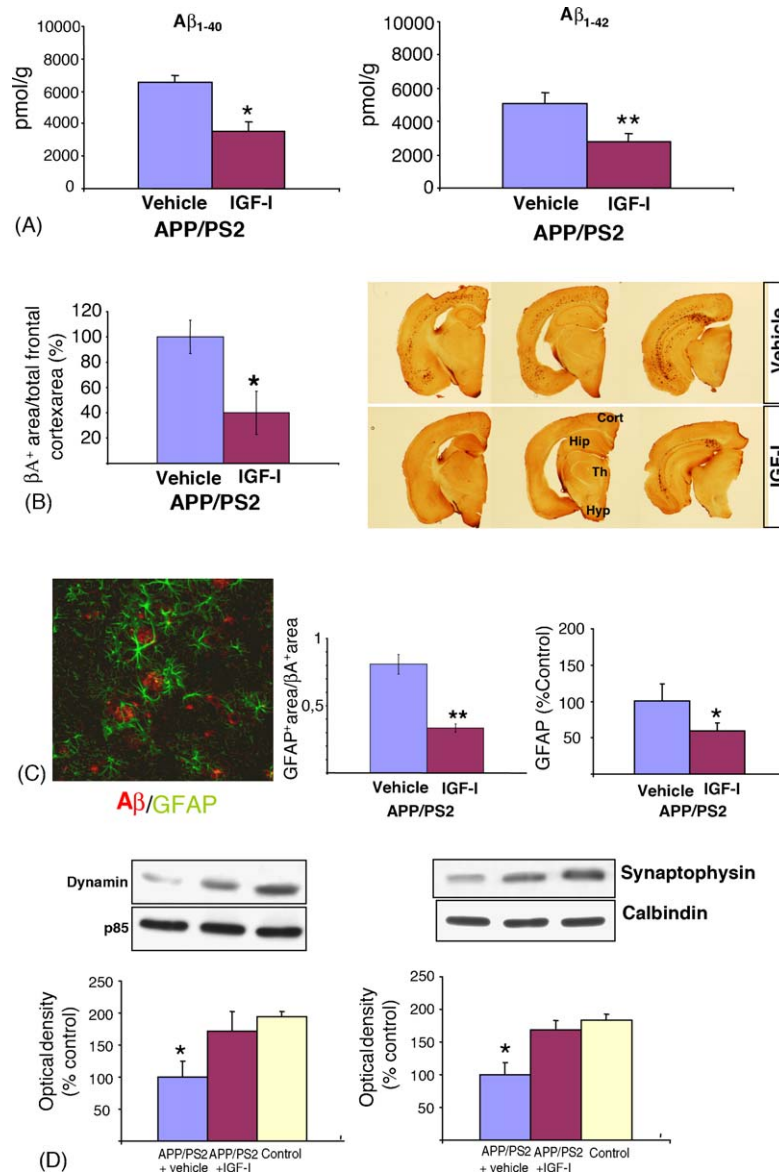 Aβ1-40
pmol/g
8000
6000
4000
2000
0
*
Vehicle IGF-I
APP/PS2
Aβ1-42
pmol/g
8000
6000
4000
2000
0
**
Vehicle IGF-I
APP/PS2
(A)
βA+ area/total frontal
cortexarea (%)
120
100
80
60
40
20
*
Vehicle IGF-I
APP/PS2
(B)
Vehicle
Cort
Hip
Th
Hyp
IGF-I
(C)
Aβ/GFAP
GFAP+area/βA+area
1
0,5
**
Vehicle IGF-I
APP/PS2
GFAP (%Control)
200
150
100
50
*
Vehicle IGF-I
APP/PS2
Dynamin
p85
Synaptophysin
Calbindin
Optical density
(% control)
250
200
150
100
50
*
APP/PS2 APP/PS2 Control
+ vehicle +IGF-I
Optical density
(% control)
250
200
150
100
50
*
APP/PS2 APP/PS2 Control
+ vehicle +IGF-I
(D)